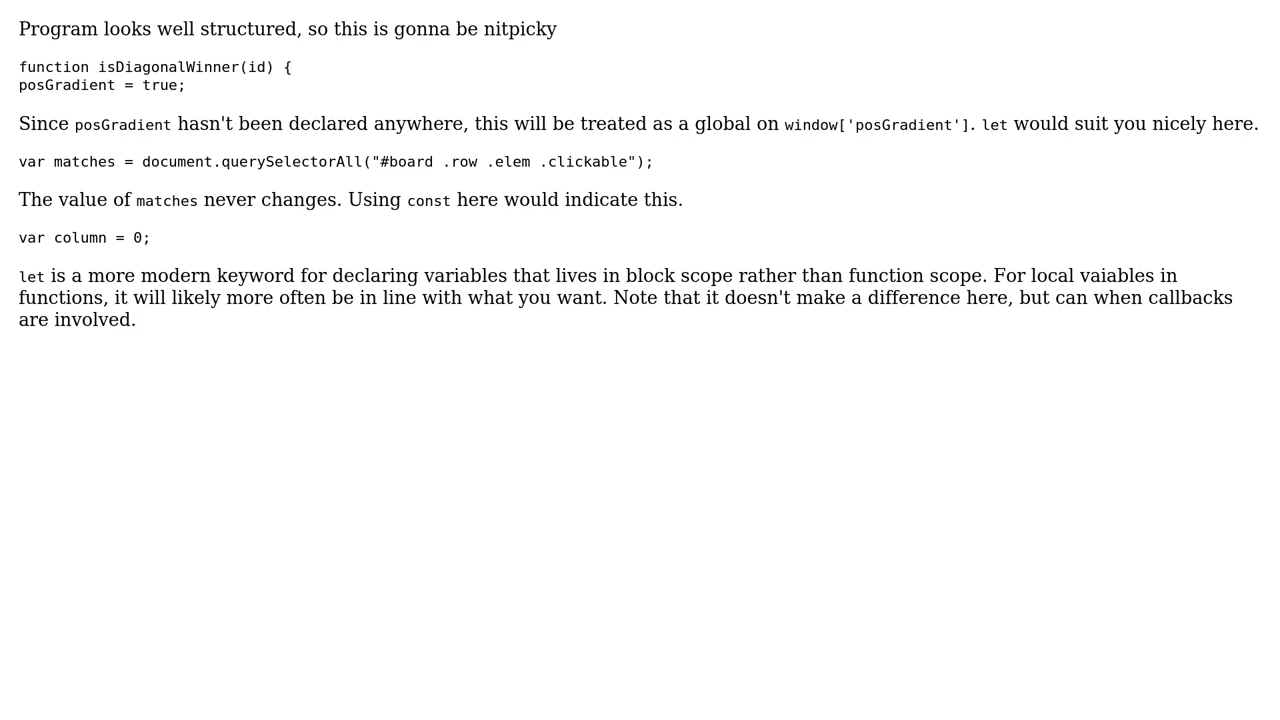 Program looks well structured, so this is gonna be nitpicky
function isDiagonalWinner(id) {
posGradient = true;
Since posGradient hasn't been declared anywhere, this will be treated as a global on window['posGradient']. let would suit you nicely here.
var matches = document.querySelectorAll("#board .row .elem .clickable");
The value of matches never changes. Using const here would indicate this.
var column = 0;
let is a more modern keyword for declaring variables that lives in block scope rather than function scope. For local vaiables in
functions, it will likely more often be in line with what you want. Note that it doesn't make a difference here, but can when callbacks
are involved.